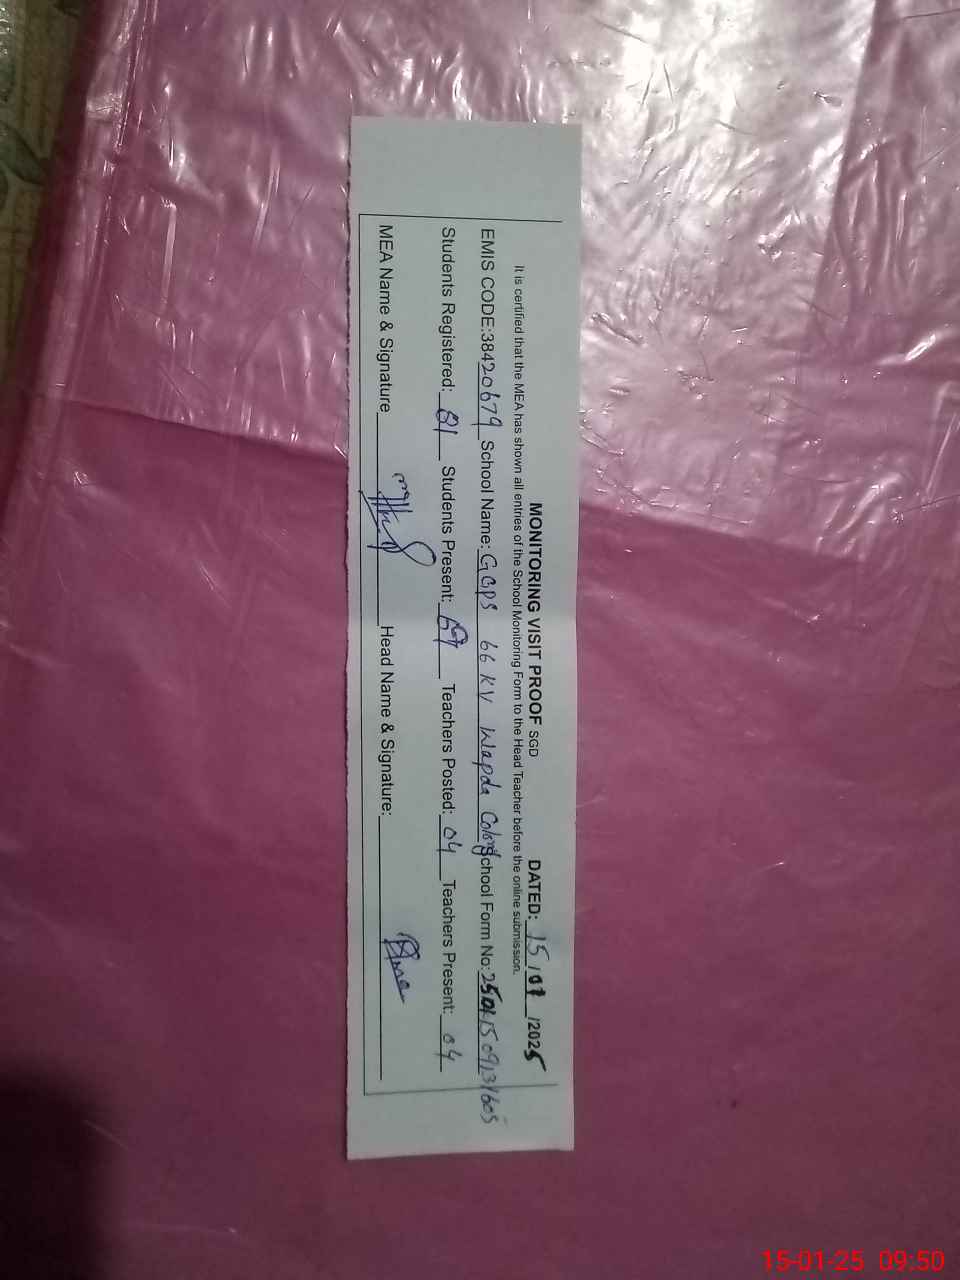 MONITORING VISIT PROOF SGD DATED: 15/01/2025
It is certified that the MEA has shown all entries of the School Monitoring Form to the Head Teacher before the online submission.
EMIS CODE:38420679 School Name: GGPS 66 KV Wapda Colony School Form No:
Students Registered: 81 Students Present: 69 Teachers Posted: 04 Teachers Present: 04
MEA Name & Signature Head Name & Signature:
15-01-25 09:50